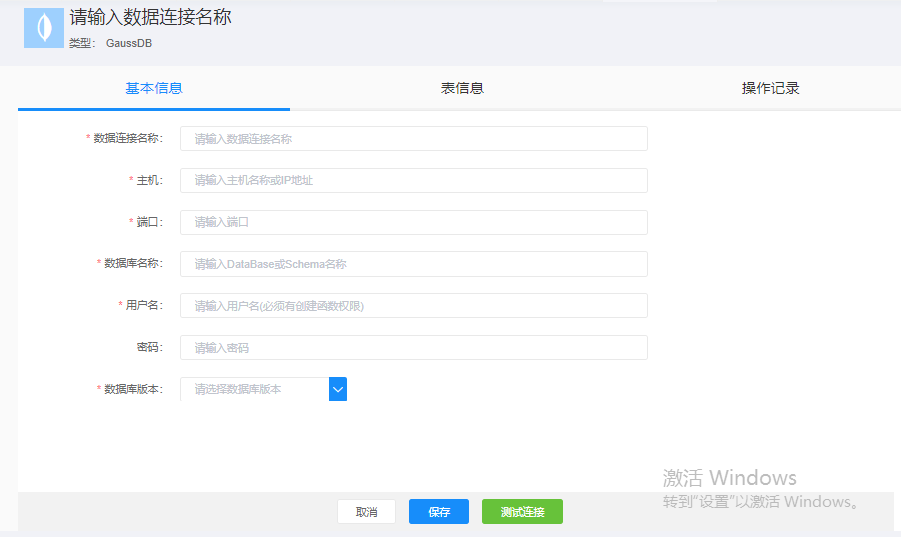 请输入数据连接名称
类型： GaussDB
基本信息 表信息 操作记录
* 数据连接名称： 请输入数据连接名称
* 主机： 请输入主机名称或IP地址
* 端口： 请输入端口
* 数据库名称： 请输入DataBase或Schema名称
* 用户名： 请输入用户名(必须有创建函数权限)
密码： 请输入密码
* 数据库版本： 请选择数据库版本
激活 Windows
转到"设置"以激活 Windows。
取消 保存 测试连接